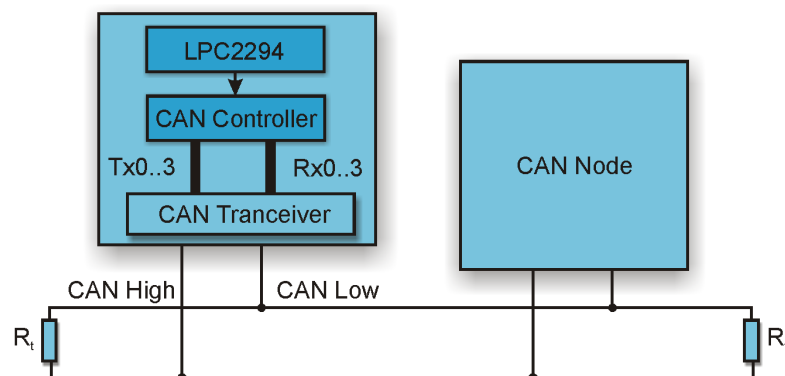 LPC2294
CAN Controller
Tx0..3 Rx0..3
CAN Tranceiver
CAN Node
CAN High CAN Low
Rt
R